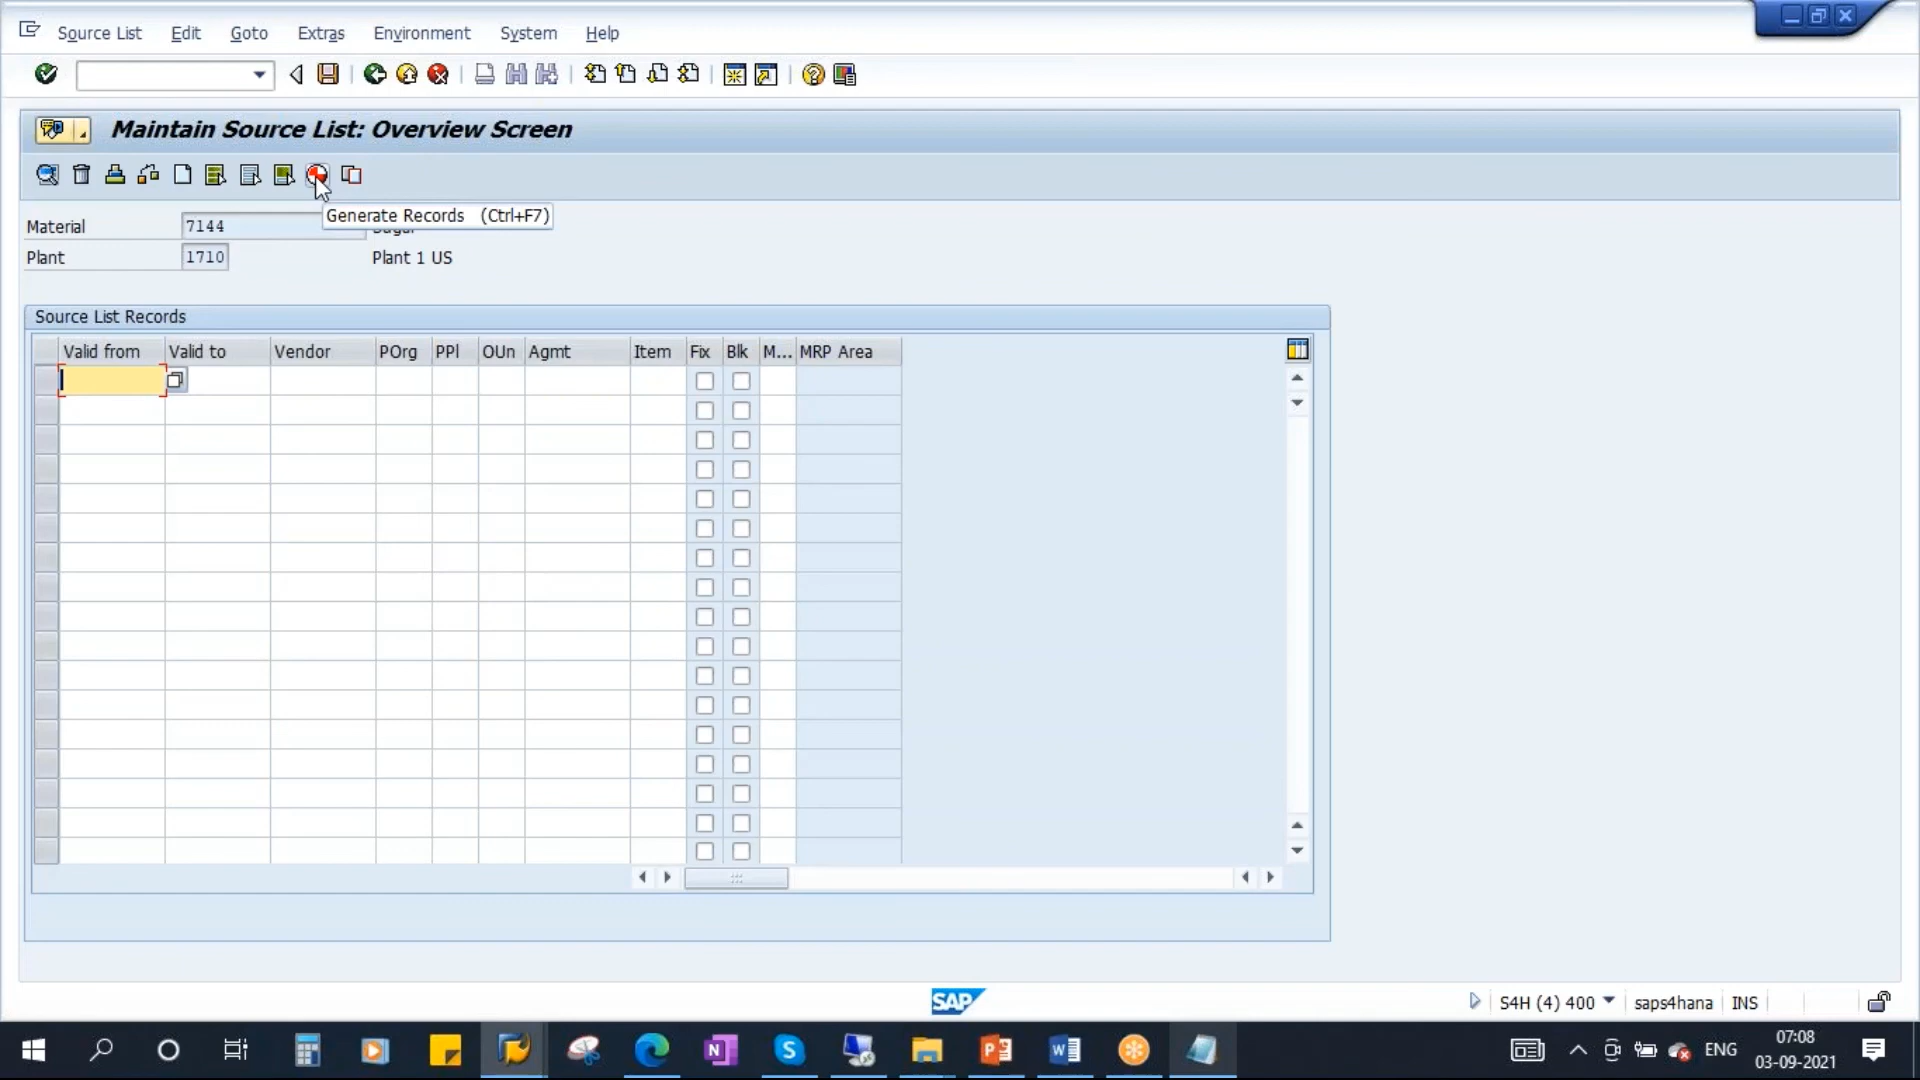 Source List Edit Goto Extras Environment System Help
Maintain Source List: Overview Screen
Generate Records (Ctrl+F7)
Material 7144
Plant 1710 Plant 1 US
Source List Records
Valid from Valid to Vendor POrg PPl OUn Agmt Item Fix Blk M... MRP Area
SAP
S4H (4) 400 saps4hana INS
ENG
07:08
03-09-2021